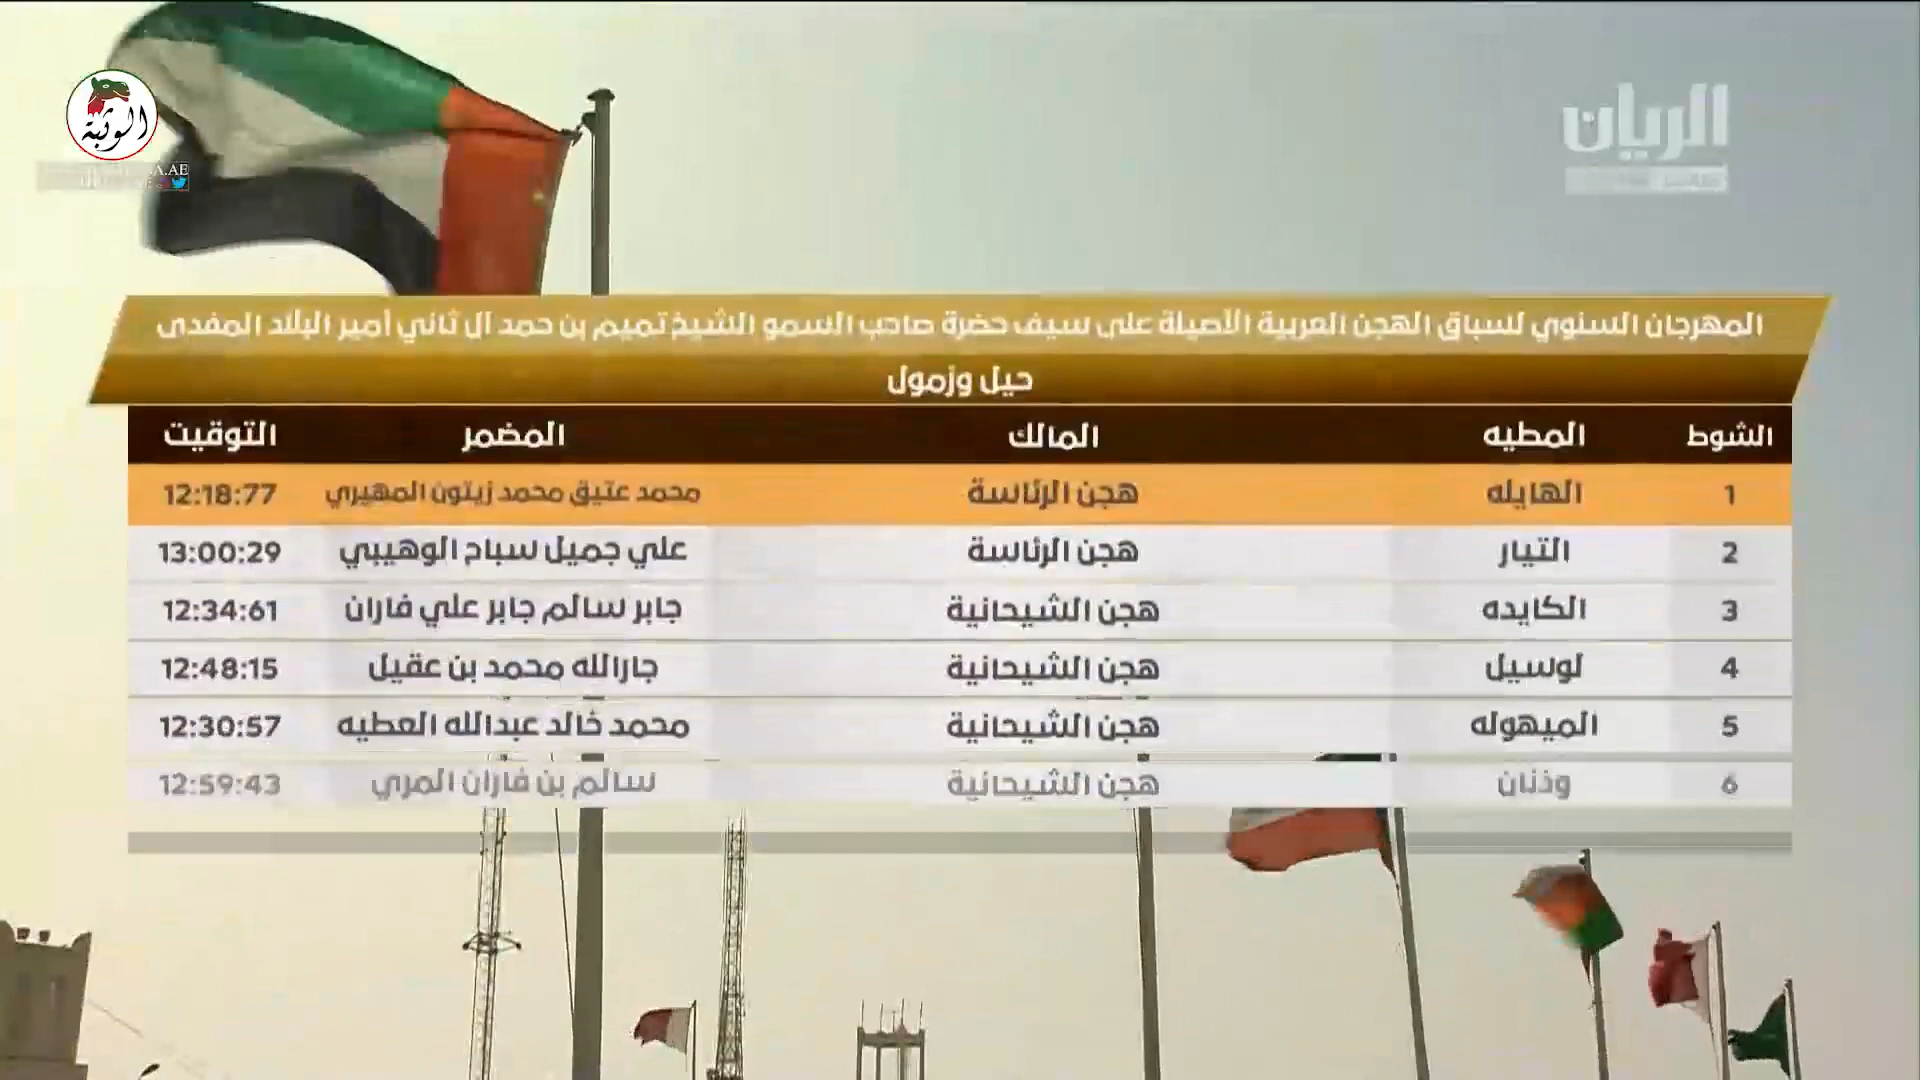 الوثبة
الريان
المهرجان السنوي لسباق الهجن العربية الأصيلة على سيف حضرة صاحب السمو الشيخ تميم بن حمد آل ثاني أمير البلاد المفدى
حيل وزمول
الشوط المطيه المالك المضمر التوقيت
1 الهايله هجن الرئاسة محمد عتيق محمد زيتون المهيري 12:18:77
2 التيار هجن الرئاسة علي جميل سباح الوهيبي 13:00:29
3 الكايده هجن الشيحانية جابر سالم جابر علي فاران 12:34:61
4 لوسيل هجن الشيحانية جارالله محمد بن عقيل 12:48:15
5 الميهوله هجن الشيحانية محمد خالد عبدالله العطيه 12:30:57
6 وذنان هجن الشيحانية سالم بن فاران المري 12:59:43